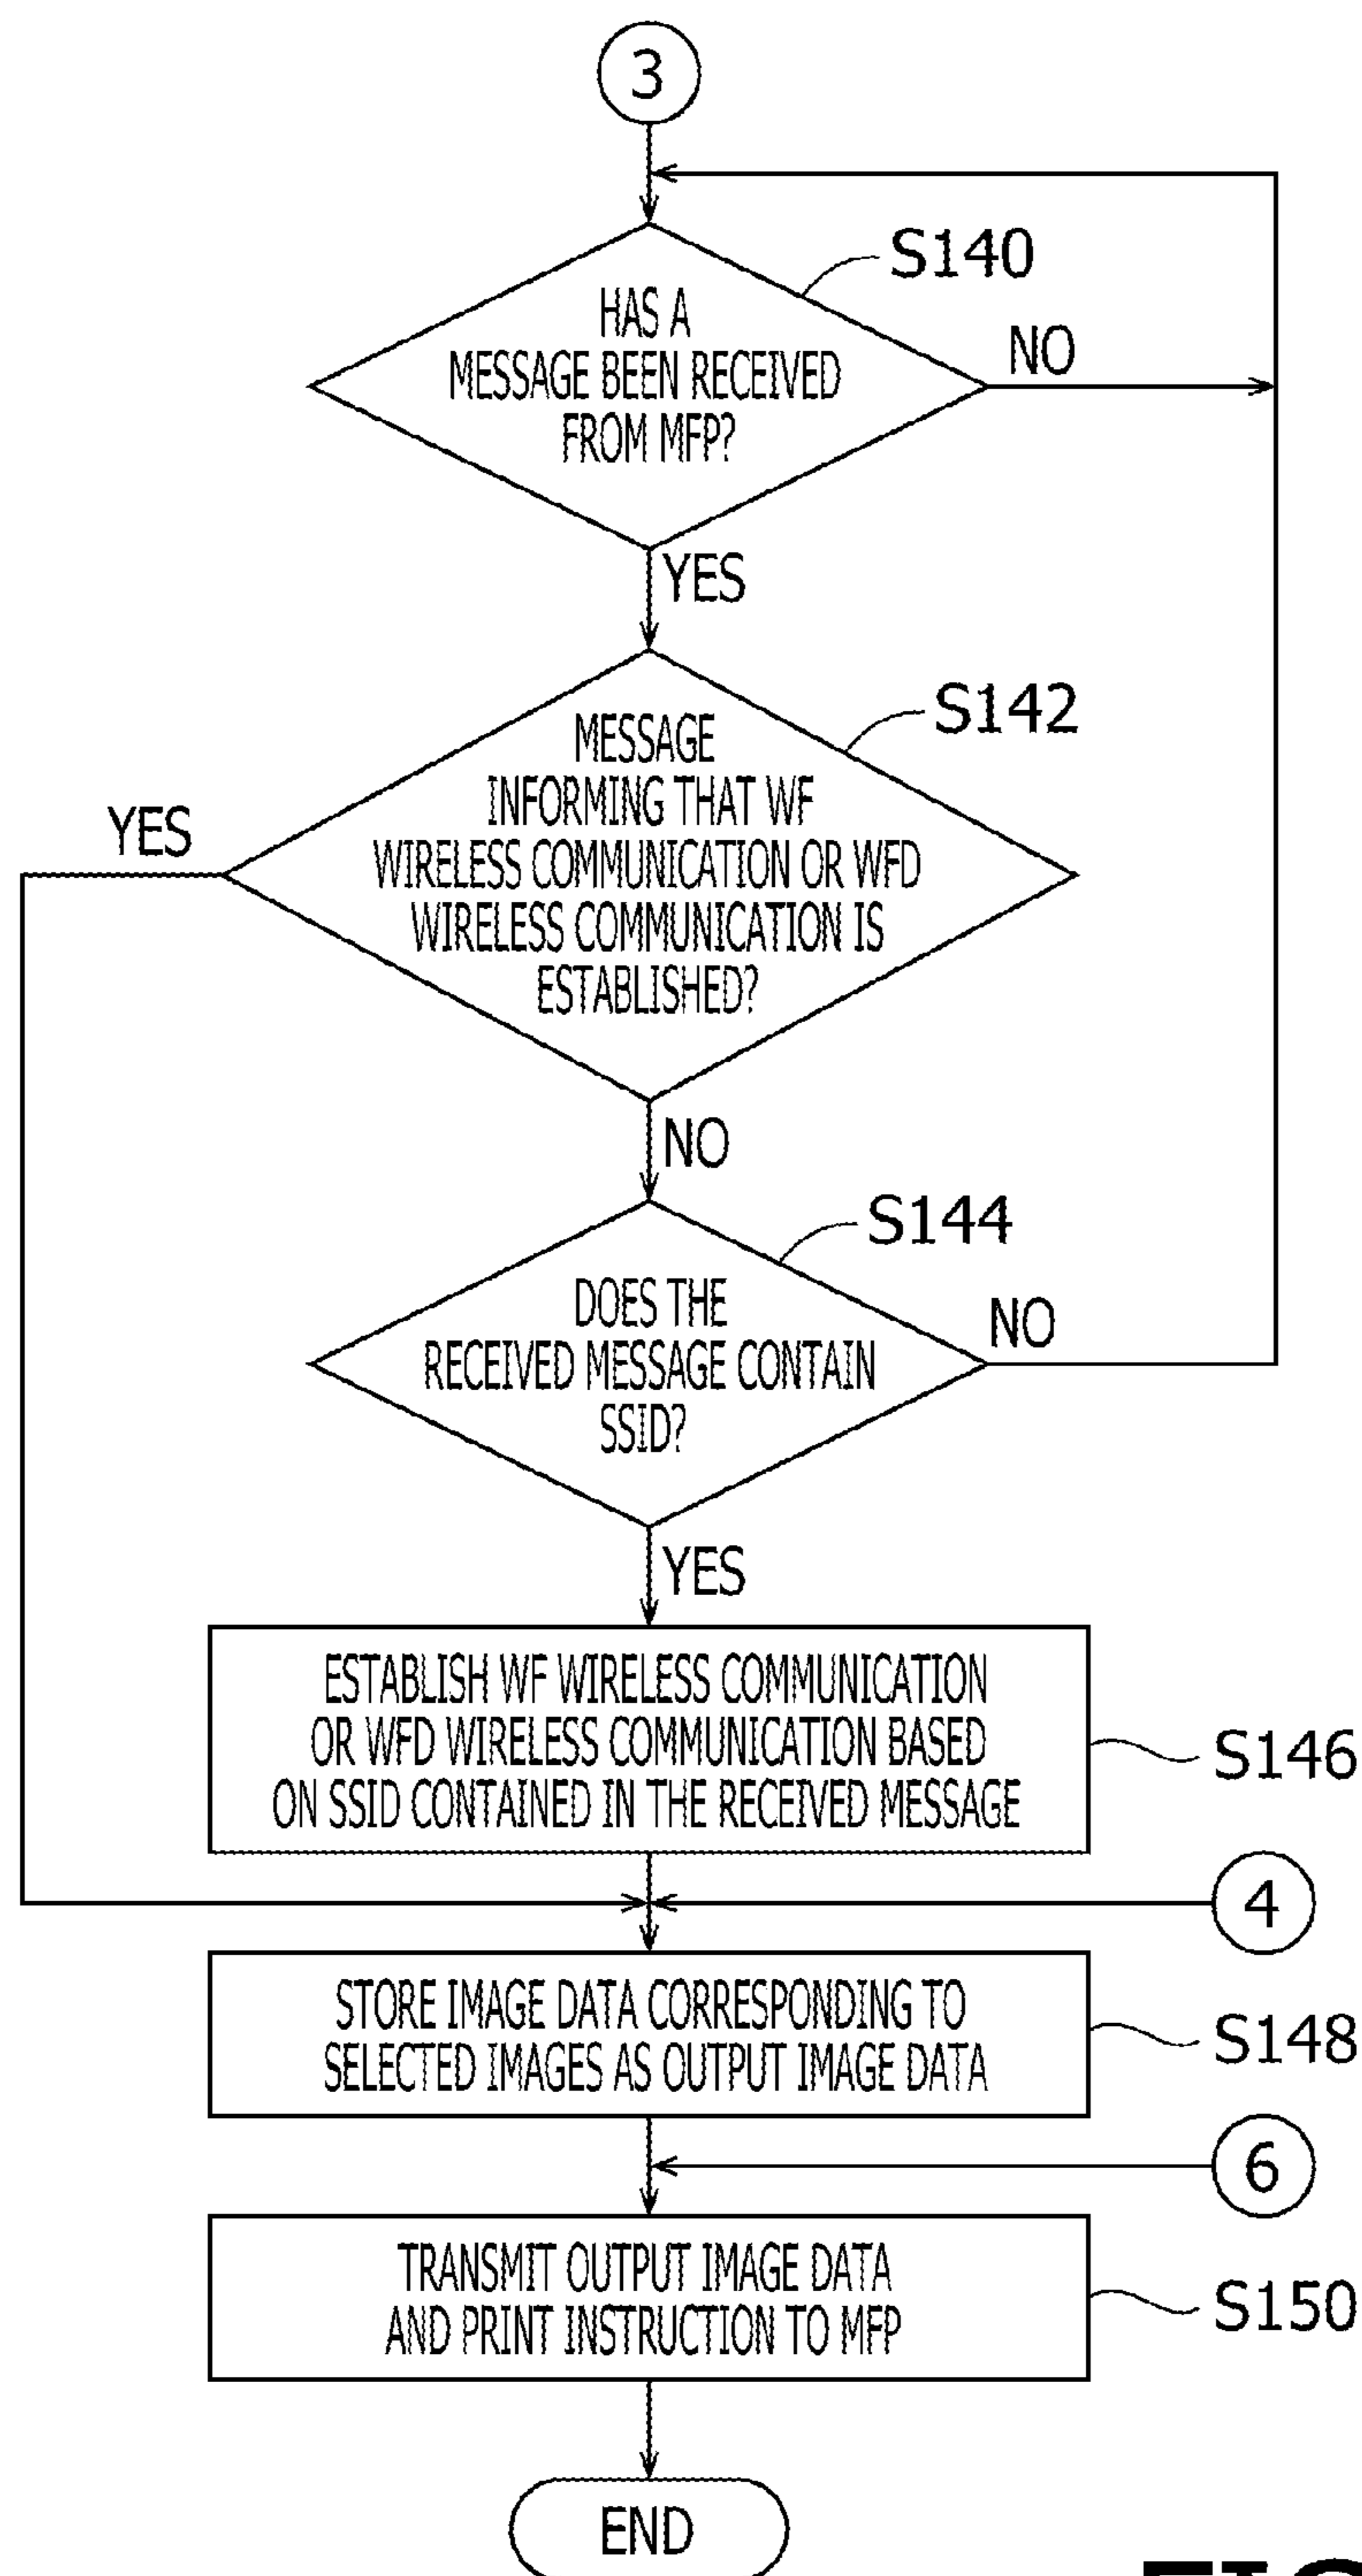 3
S140
HAS A
MESSAGE BEEN RECEIVED
FROM MFP?
NO
YES
S142
MESSAGE
INFORMING THAT WF
WIRELESS COMMUNICATION OR WFD
WIRELESS COMMUNICATION IS
ESTABLISHED?
YES
NO
S144
DOES THE
RECEIVED MESSAGE CONTAIN
SSID?
NO
YES
ESTABLISH WF WIRELESS COMMUNICATION
OR WFD WIRELESS COMMUNICATION BASED
ON SSID CONTAINED IN THE RECEIVED MESSAGE
S146
4
STORE IMAGE DATA CORRESPONDING TO
SELECTED IMAGES AS OUTPUT IMAGE DATA
S148
6
TRANSMIT OUTPUT IMAGE DATA
AND PRINT INSTRUCTION TO MFP
S150
END